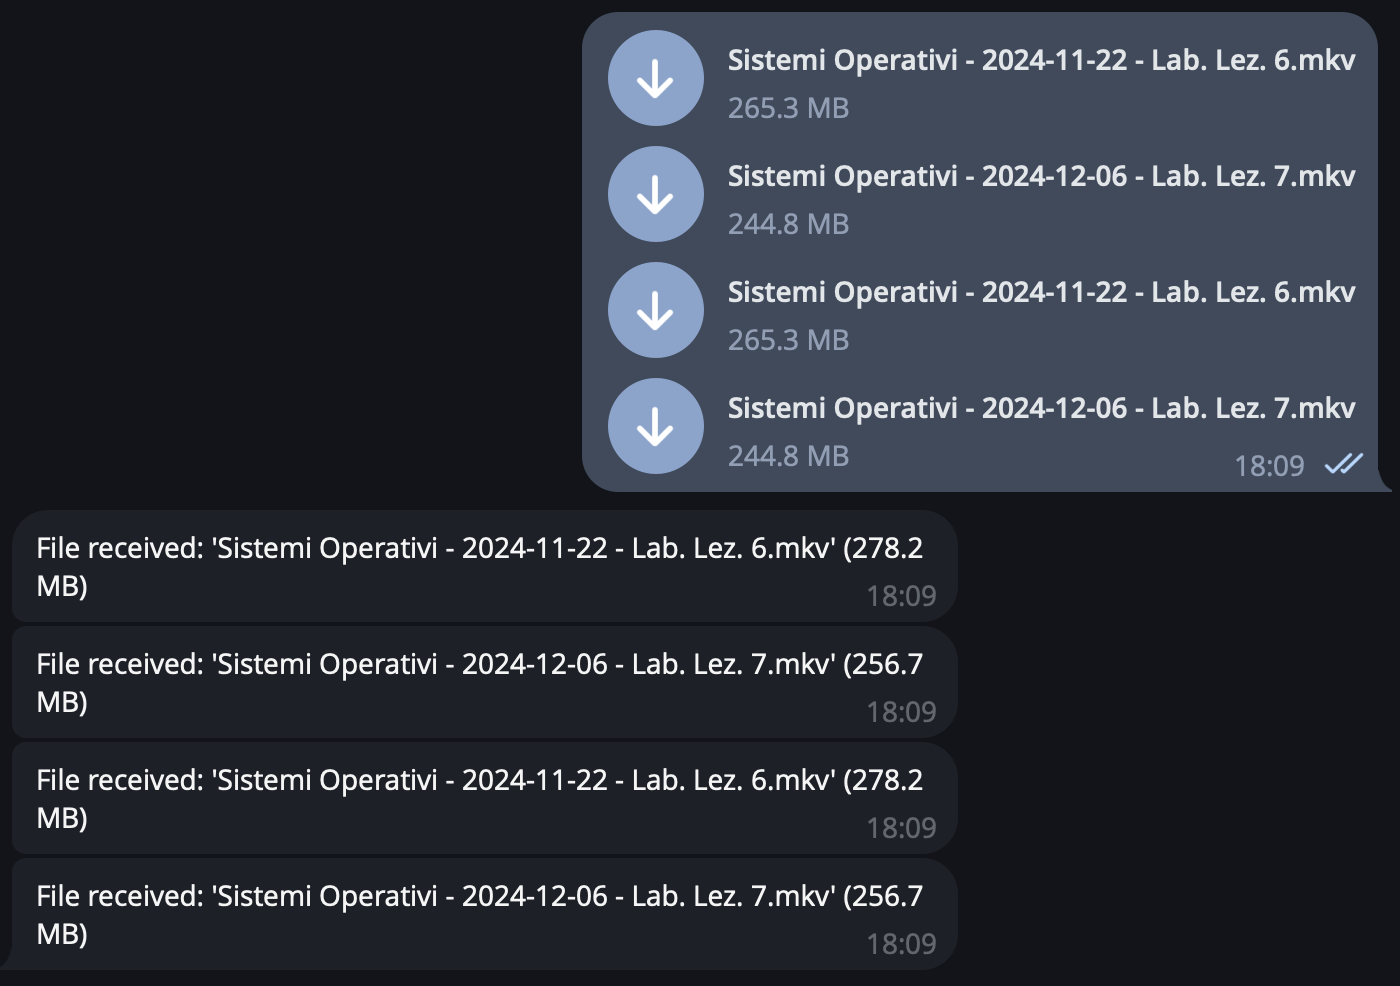 Sistemi Operativi - 2024-11-22 - Lab. Lez. 6.mkv
265.3 MB
Sistemi Operativi - 2024-12-06 - Lab. Lez. 7.mkv
244.8 MB
Sistemi Operativi - 2024-11-22 - Lab. Lez. 6.mkv
265.3 MB
Sistemi Operativi - 2024-12-06 - Lab. Lez. 7.mkv
244.8 MB
18:09
File received: 'Sistemi Operativi - 2024-11-22 - Lab. Lez. 6.mkv' (278.2
MB)
18:09
File received: 'Sistemi Operativi - 2024-12-06 - Lab. Lez. 7.mkv' (256.7
MB)
18:09
File received: 'Sistemi Operativi - 2024-11-22 - Lab. Lez. 6.mkv' (278.2
MB)
18:09
File received: 'Sistemi Operativi - 2024-12-06 - Lab. Lez. 7.mkv' (256.7
MB)
18:09